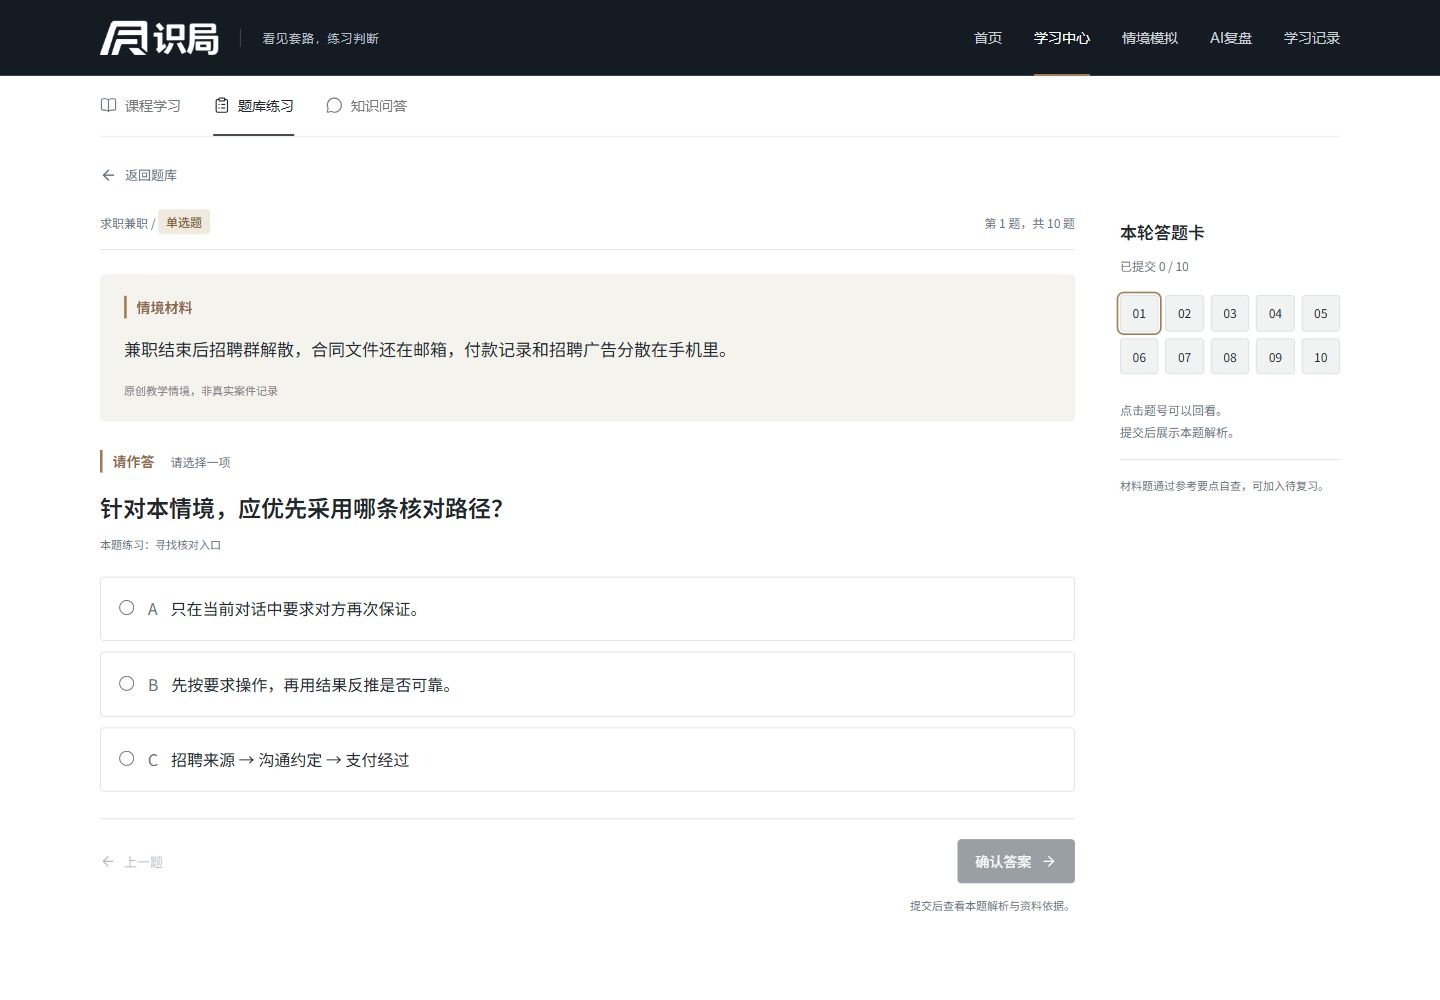 识局
看见套路，练习判断
首页
学习中心
情境模拟
AI复盘
学习记录
课程学习
题库练习
知识问答
返回题库
求职兼职 / 单选题
第 1 题，共 10 题
情境材料
兼职结束后招聘群解散，合同文件还在邮箱，付款记录和招聘广告分散在手机里。
原创教学情境，非真实案件记录
请作答 请选择一项
针对本情境，应优先采用哪条核对路径？
本题练习：寻找核对入口
A 只在当前对话中要求对方再次保证。
B 先按要求操作，再用结果反推是否可靠。
C 招聘来源 → 沟通约定 → 支付经过
← 上一题
确认答案 →
提交后查看本题解析与资料依据。
本轮答题卡
已提交 0 / 10
01 02 03 04 05
06 07 08 09 10
点击题号可以回看。
提交后展示本题解析。
材料题通过参考要点自查，可加入待复习。